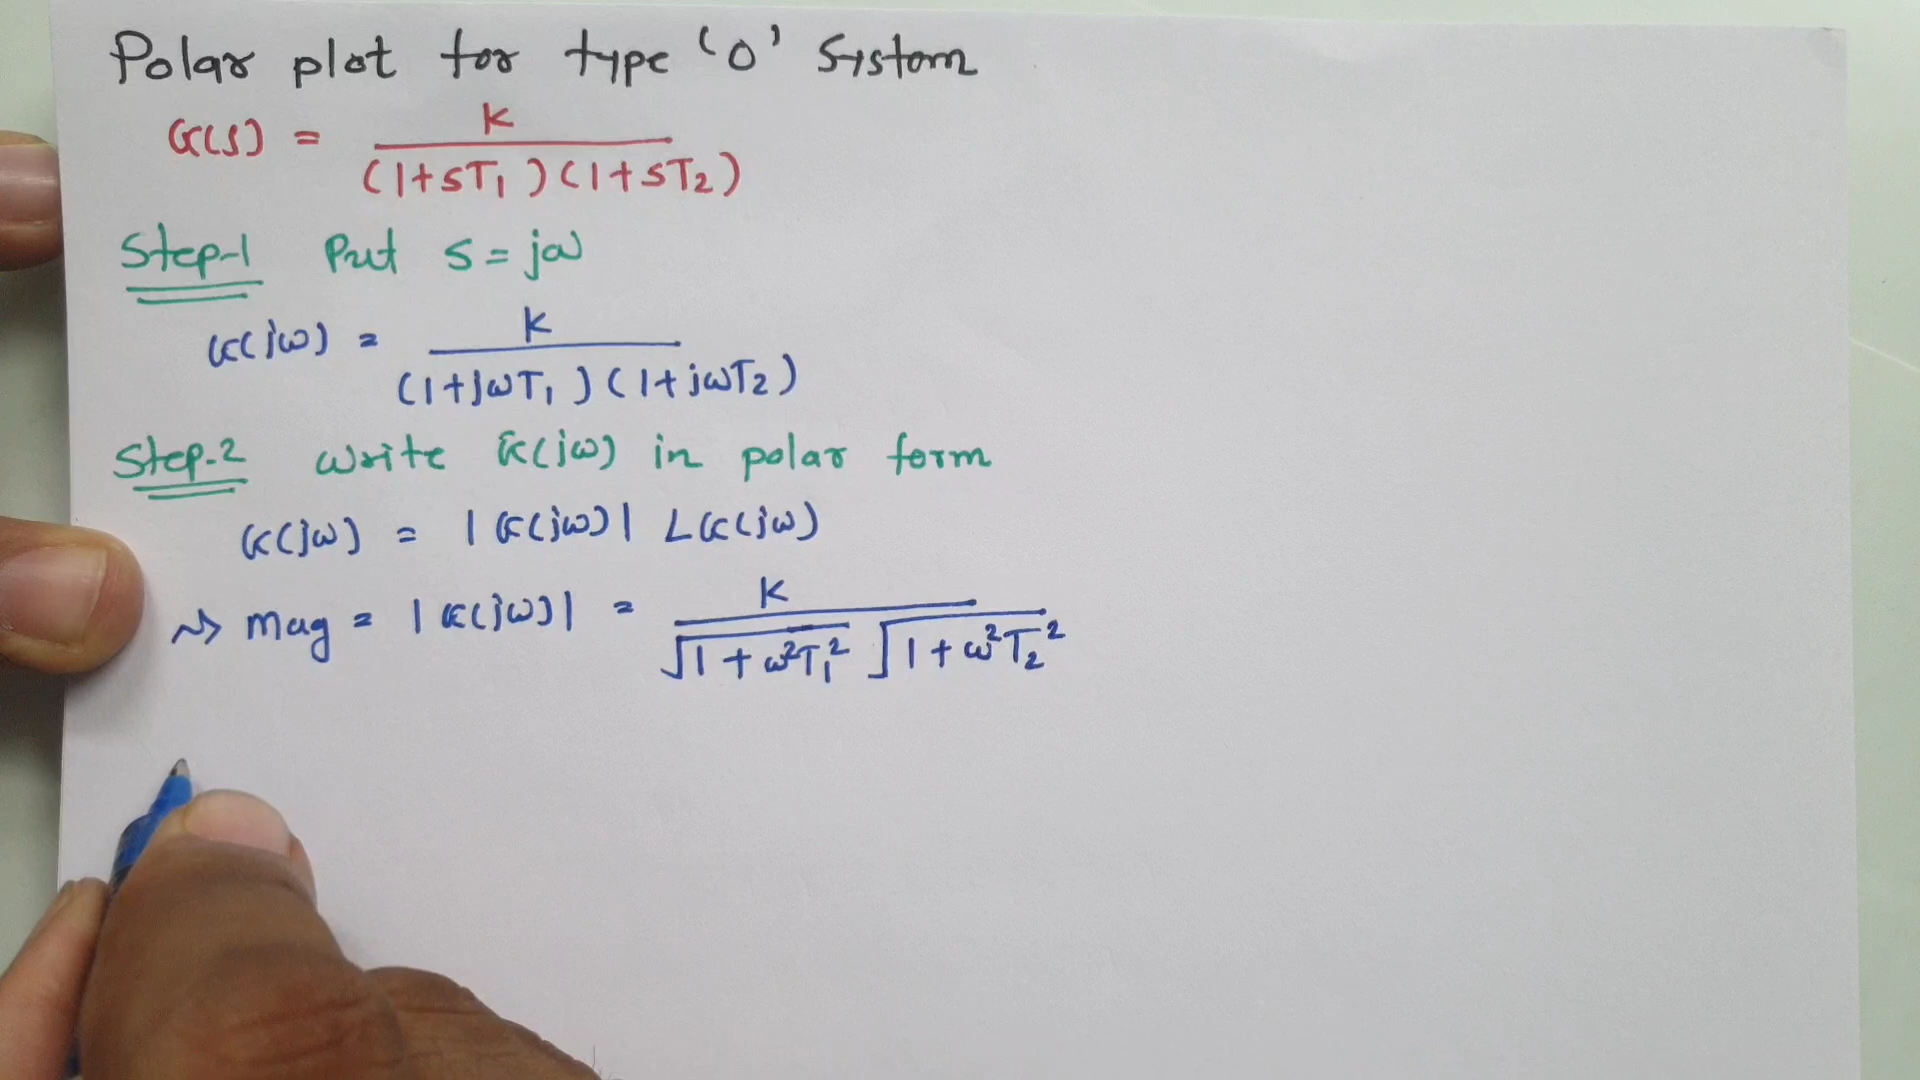 Polar plot for type '0' System
G(s) = K / (1+sT₁)(1+sT₂)
Step-1 Put s = jω
G(jω) = K / (1+jωT₁)(1+jωT₂)
Step-2 write G(jω) in polar form
G(jω) = |G(jω)| ∠G(jω)
⇝ Mag = |G(jω)| = K / √(1+ω²T₁²) √(1+ω²T₂²)